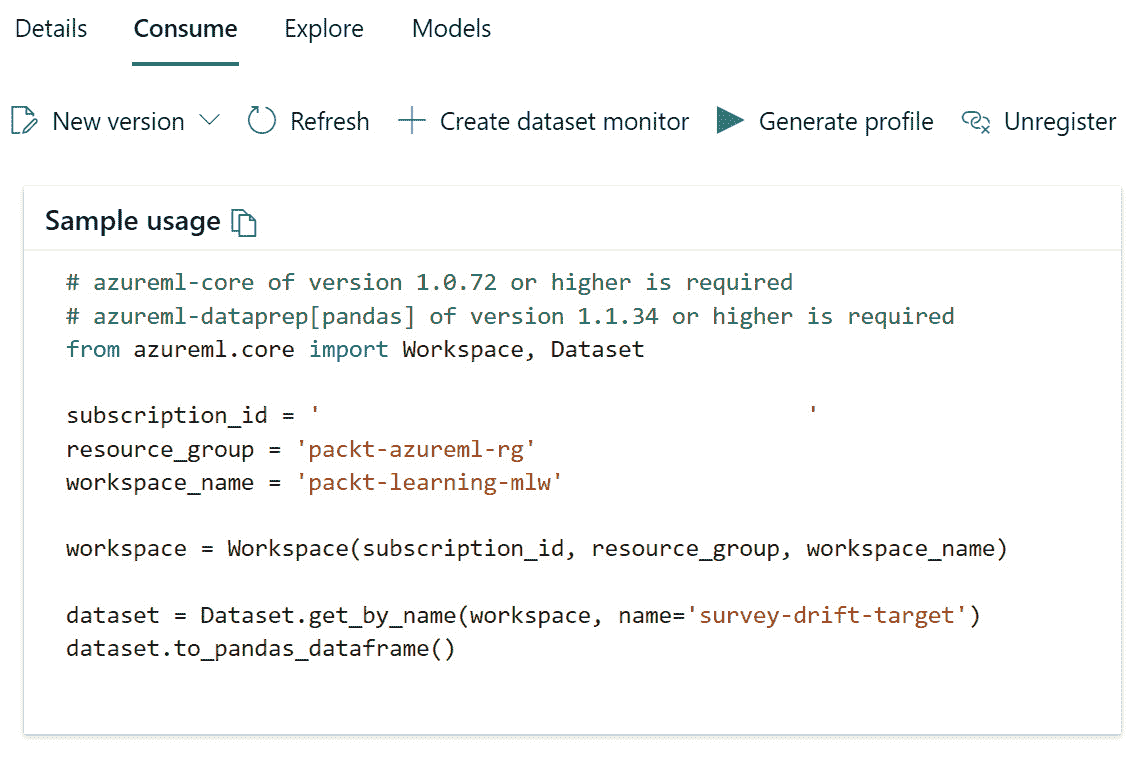 Details Consume Explore Models
New version Refresh Create dataset monitor Generate profile Unregister
Sample usage
# azureml-core of version 1.0.72 or higher is required
# azureml-dataprep[pandas] of version 1.1.34 or higher is required
from azureml.core import Workspace, Dataset
subscription_id = ' '
resource_group = 'packt-azureml-rg'
workspace_name = 'packt-learning-mlw'
workspace = Workspace(subscription_id, resource_group, workspace_name)
dataset = Dataset.get_by_name(workspace, name='survey-drift-target')
dataset.to_pandas_dataframe()